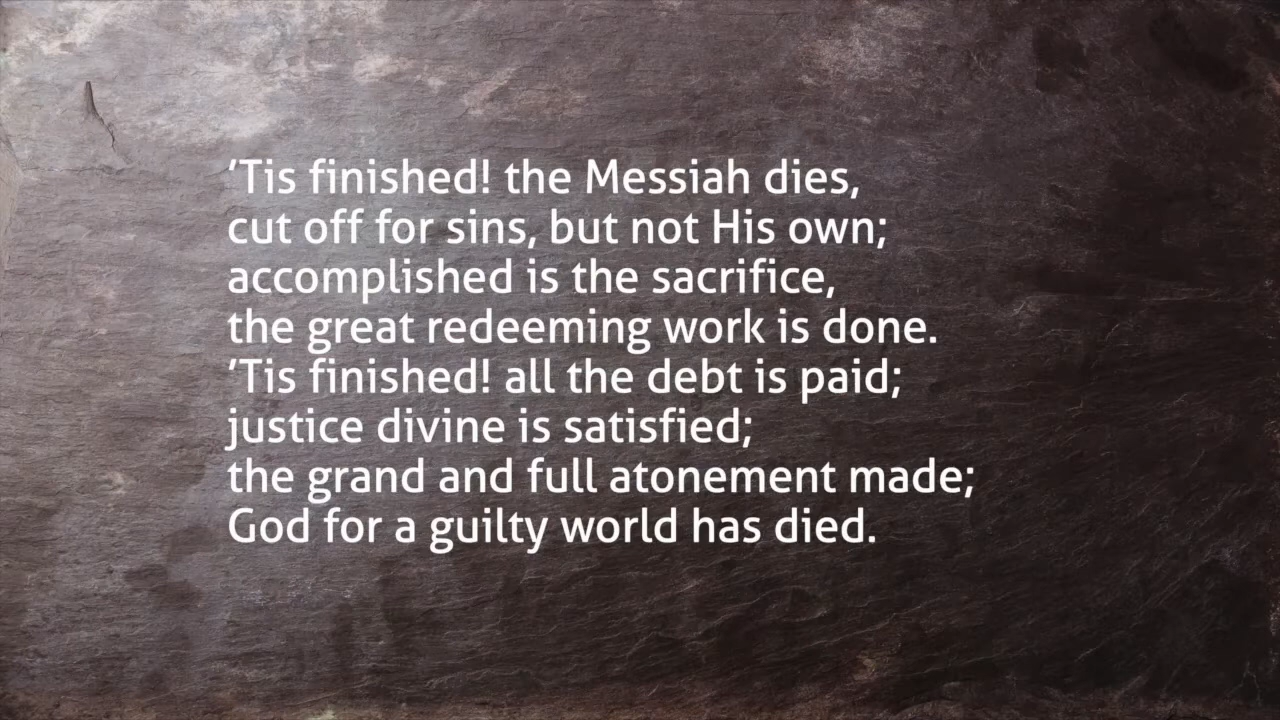 ’Tis finished! the Messiah dies,
cut off for sins, but not His own;
accomplished is the sacrifice,
the great redeeming work is done.
’Tis finished! all the debt is paid;
justice divine is satisfied;
the grand and full atonement made;
God for a guilty world has died.